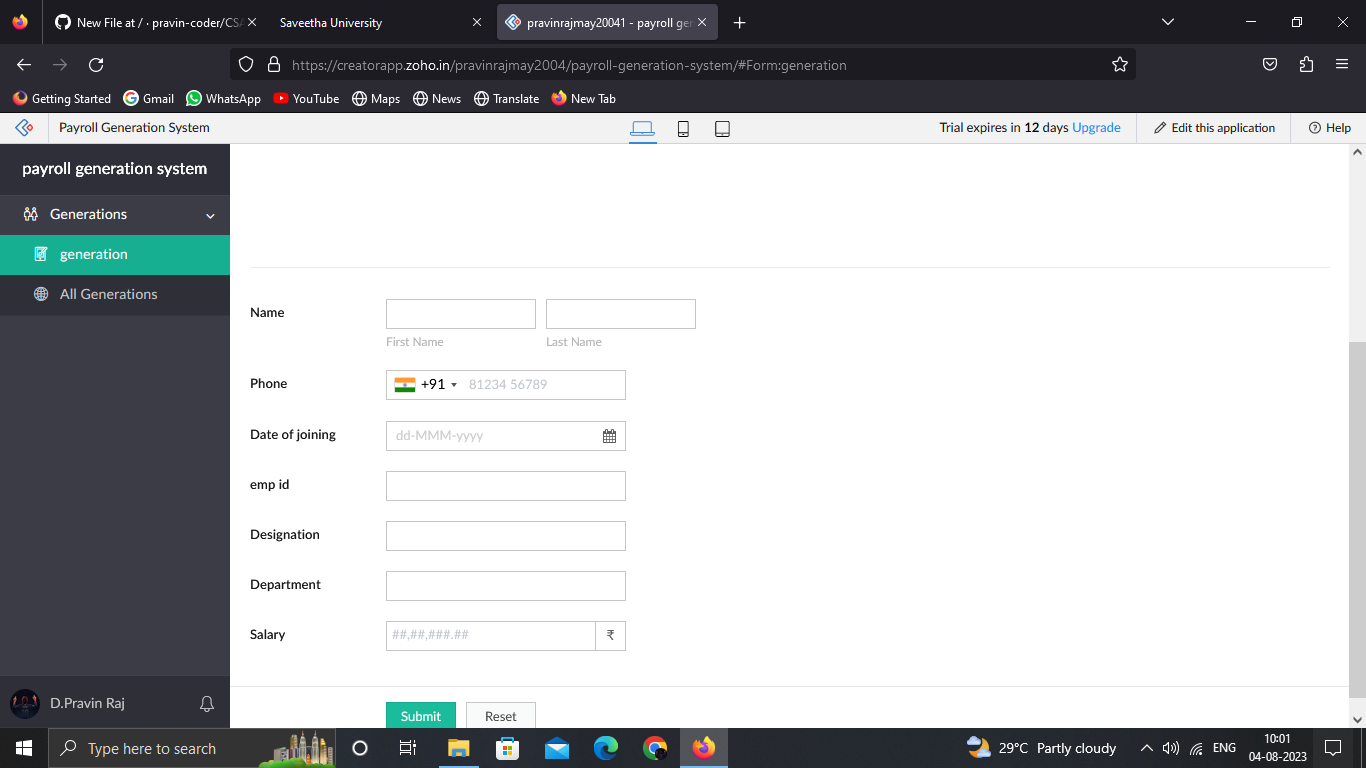 New File at / · pravin-coder/CSA
Saveetha University
pravinrajmay20041 - payroll gen
https://creatorapp.zoho.in/pravinrajmay2004/payroll-generation-system/#Form:generation
Getting Started Gmail WhatsApp YouTube Maps News Translate New Tab
Payroll Generation System
Trial expires in 12 days Upgrade
Edit this application
Help
payroll generation system
Generations
generation
All Generations
Name
First Name Last Name
Phone +91 81234 56789
Date of joining dd-MMM-yyyy
emp id
Designation
Department
Salary ##,##,###.## ₹
Submit Reset
D.Pravin Raj
Type here to search
29°C Partly cloudy
ENG
10:01
04-08-2023